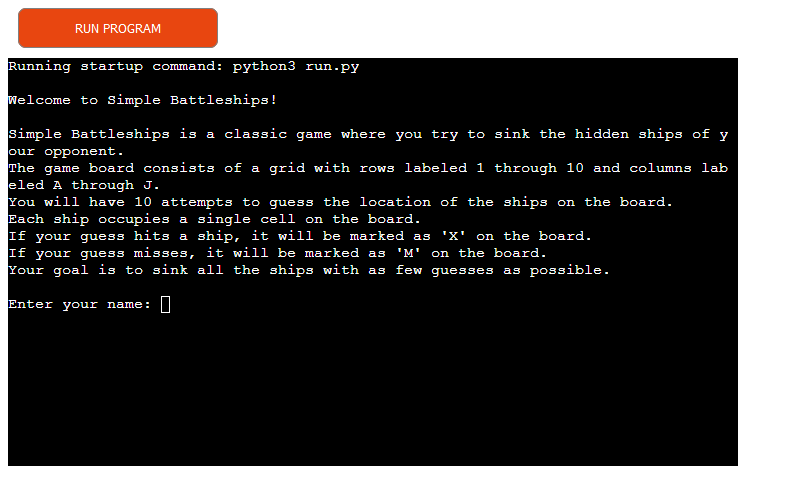 RUN PROGRAM
Running startup command: python3 run.py
Welcome to Simple Battleships!
Simple Battleships is a classic game where you try to sink the hidden ships of y
our opponent.
The game board consists of a grid with rows labeled 1 through 10 and columns lab
eled A through J.
You will have 10 attempts to guess the location of the ships on the board.
Each ship occupies a single cell on the board.
If your guess hits a ship, it will be marked as 'X' on the board.
If your guess misses, it will be marked as 'M' on the board.
Your goal is to sink all the ships with as few guesses as possible.
Enter your name: